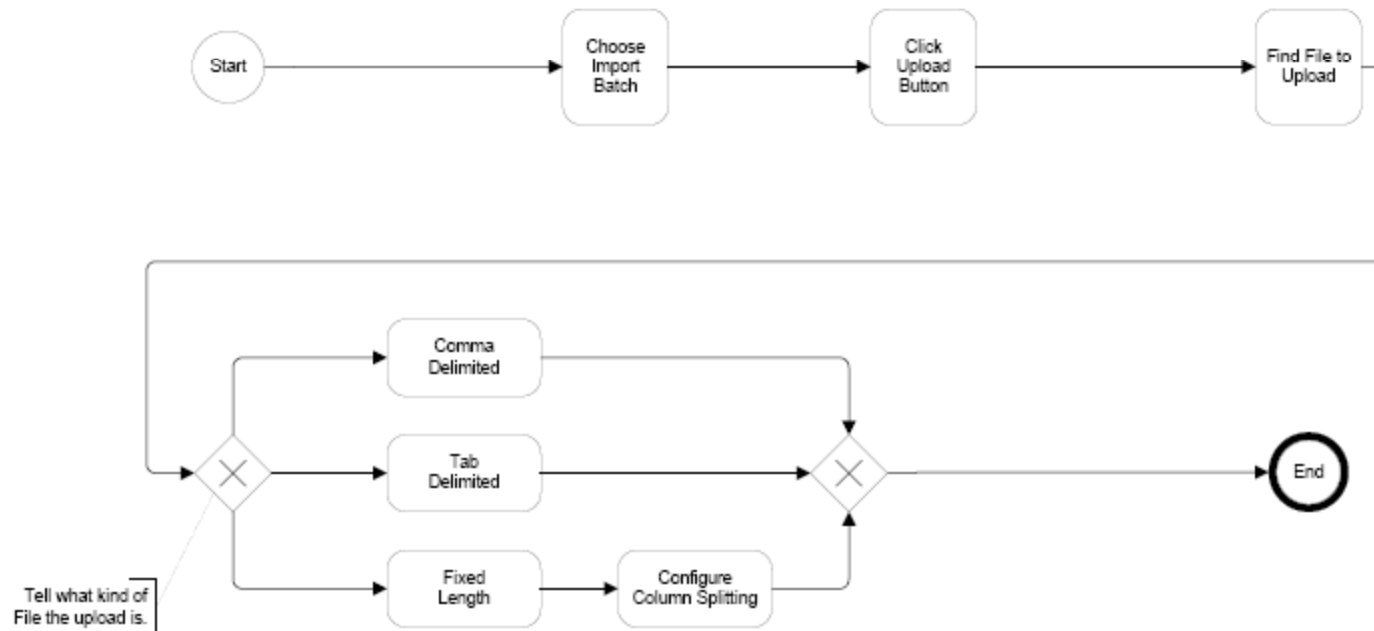 Start
Choose
Import
Batch
Click
Upload
Button
Find File to
Upload
Comma
Delimited
Tab
Delimited
End
Fixed
Length
Configure
Column Splitting
Tell what kind of
File the upload is.